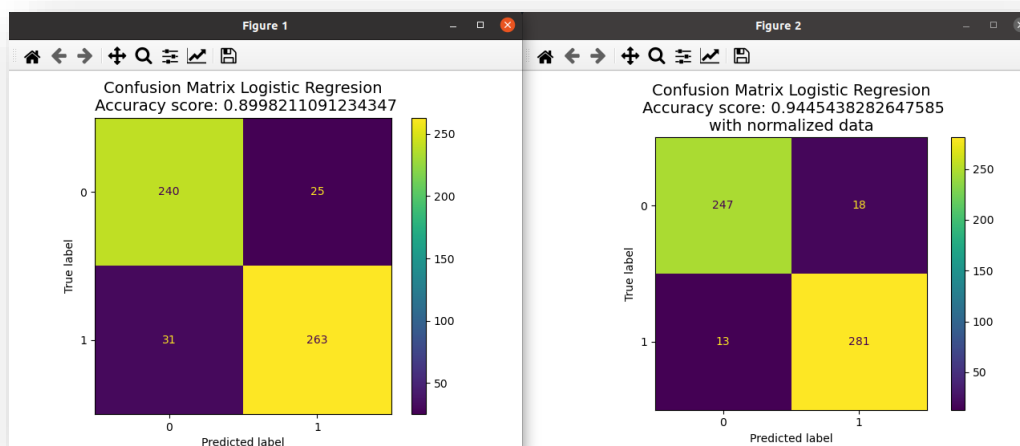 Figure 1
Confusion Matrix Logistic Regresion
Accuracy score: 0.8998211091234347
0
240
25
1
31
263
True label
0
1
Predicted label
250
200
150
100
50
Figure 2
Confusion Matrix Logistic Regresion
Accuracy score: 0.9445438282647585
with normalized data
0
247
18
1
13
281
True label
0
1
Predicted label
250
200
150
100
50